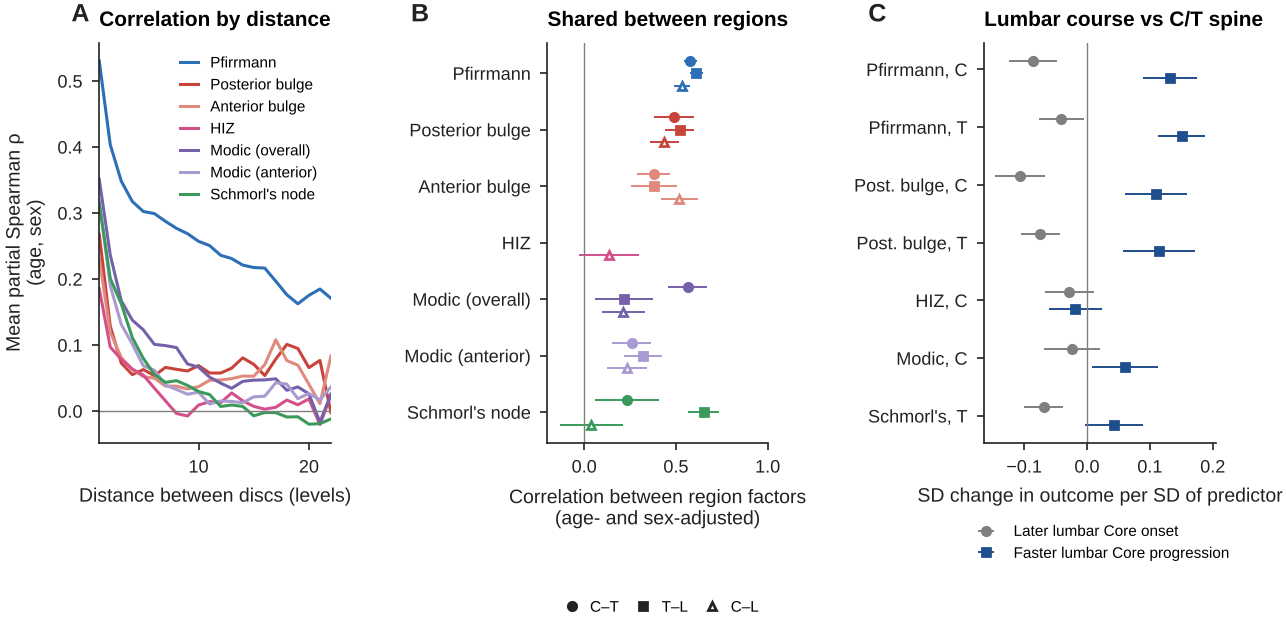 A Correlation by distance
Mean partial Spearman ρ
(age, sex)
0.5
0.4
0.3
0.2
0.1
0.0
10 20
Distance between discs (levels)
Pfirrmann
Posterior bulge
Anterior bulge
HIZ
Modic (overall)
Modic (anterior)
Schmorl's node
B Shared between regions
Pfirrmann
Posterior bulge
Anterior bulge
HIZ
Modic (overall)
Modic (anterior)
Schmorl's node
0.0 0.5 1.0
Correlation between region factors
(age- and sex-adjusted)
C–T T–L C–L
C Lumbar course vs C/T spine
Pfirrmann, C
Pfirrmann, T
Post. bulge, C
Post. bulge, T
HIZ, C
Modic, C
Schmorl's, T
−0.1 0.0 0.1 0.2
SD change in outcome per SD of predictor
Later lumbar Core onset
Faster lumbar Core progression